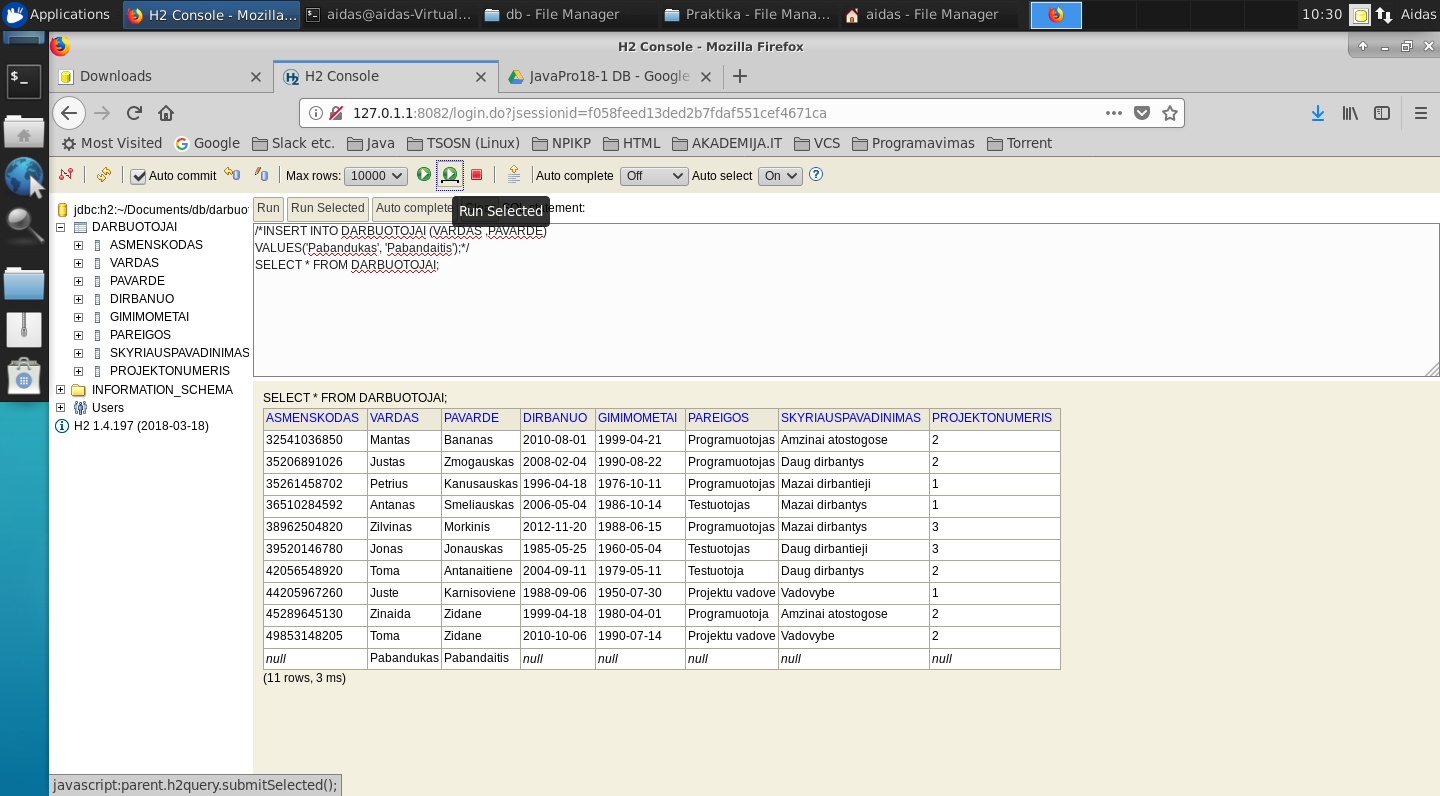 Applications
H2 Console - Mozilla...
aidas@aidas-Virtual...
db - File Manager
Praktika - File Mana...
aidas - File Manager
10:30
Aidas
H2 Console - Mozilla Firefox
Downloads
H2 Console
JavaPro18-1 DB - Google
127.0.1.1:8082/login.do?jsessionid=f058feed13ded2b7fdaf551cef4671ca
Most Visited Google Slack etc. Java TSOSN (Linux) NPIKP HTML AKADEMIJA.IT VCS Programavimas Torrent
Auto commit Max rows: 10000 Auto complete Off Auto select On
Run Run Selected Auto complete tement:
Run Selected
jdbc:h2:~/Documents/db/darbuot
DARBUOTOJAI
ASMENSKODAS
VARDAS
PAVARDE
DIRBANUO
GIMIMOMETAI
PAREIGOS
SKYRIAUSPAVADINIMAS
PROJEKTONUMERIS
INFORMATION_SCHEMA
Users
H2 1.4.197 (2018-03-18)
/*INSERT INTO DARBUOTOJAI (VARDAS ,PAVARDE)
VALUES('Pabandukas', 'Pabandaitis');*/
SELECT * FROM DARBUOTOJAI;
SELECT * FROM DARBUOTOJAI;
ASMENSKODAS VARDAS PAVARDE DIRBANUO GIMIMOMETAI PAREIGOS SKYRIAUSPAVADINIMAS PROJEKTONUMERIS
32541036850 Mantas Bananas 2010-08-01 1999-04-21 Programuotojas Amzinai atostogose 2
35206891026 Justas Zmogauskas 2008-02-04 1990-08-22 Programuotojas Daug dirbantys 2
35261458702 Petrius Kanusauskas 1996-04-18 1976-10-11 Programuotojas Mazai dirbantieji 1
36510284592 Antanas Smeliauskas 2006-05-04 1986-10-14 Testuotojas Mazai dirbantys 1
38962504820 Zilvinas Morkinis 2012-11-20 1988-06-15 Programuotojas Mazai dirbantys 3
39520146780 Jonas Jonauskas 1985-05-25 1960-05-04 Testuotojas Daug dirbantieji 3
42056548920 Toma Antanaitiene 2004-09-11 1979-05-11 Testuotoja Daug dirbantys 2
44205967260 Juste Karnisoviene 1988-09-06 1950-07-30 Projektu vadove Vadovybe 1
45289645130 Zinaida Zidane 1999-04-18 1980-04-01 Programuotoja Amzinai atostogose 2
49853148205 Toma Zidane 2010-10-06 1990-07-14 Projektu vadove Vadovybe 2
null Pabandukas Pabandaitis null null null null null
(11 rows, 3 ms)
javascript:parent.h2query.submitSelected();